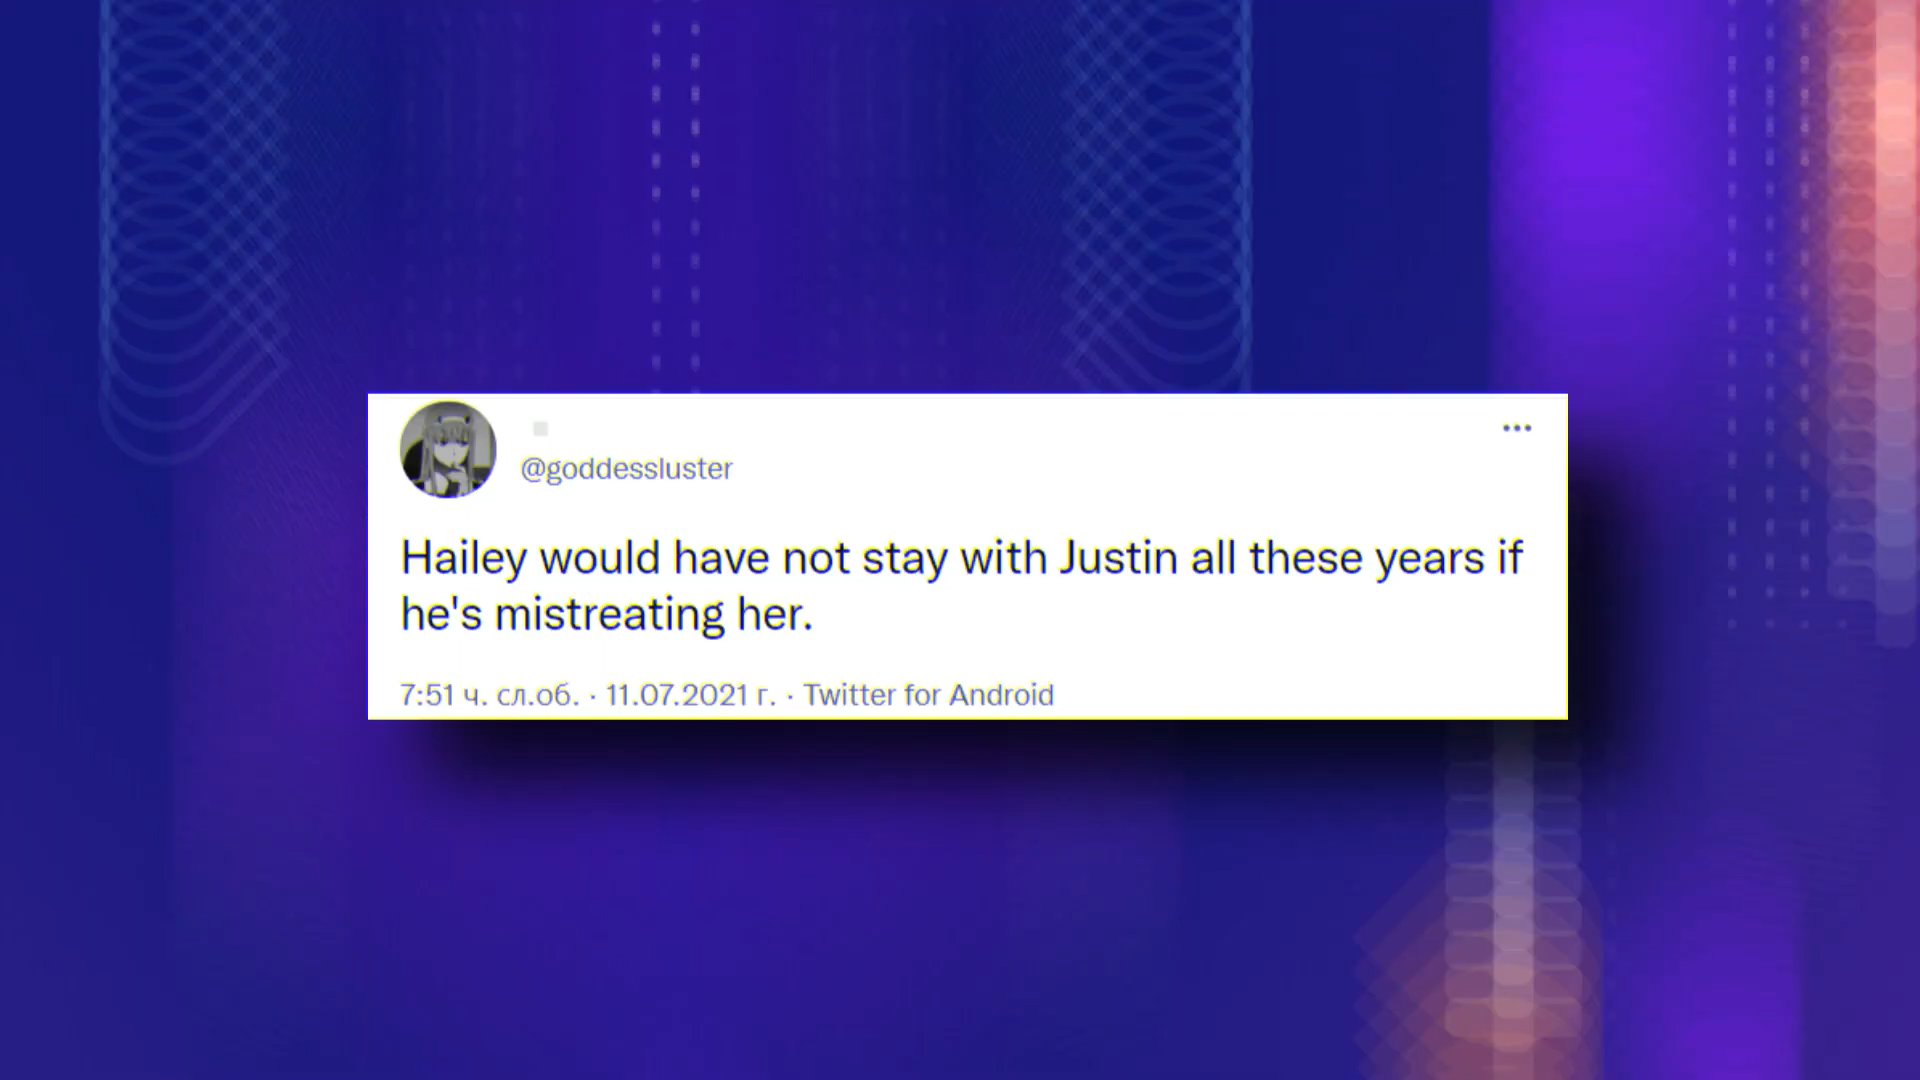 @goddessluster
Hailey would have not stay with Justin all these years if
he's mistreating her.
7:51 ч. сл.об. · 11.07.2021 г. · Twitter for Android